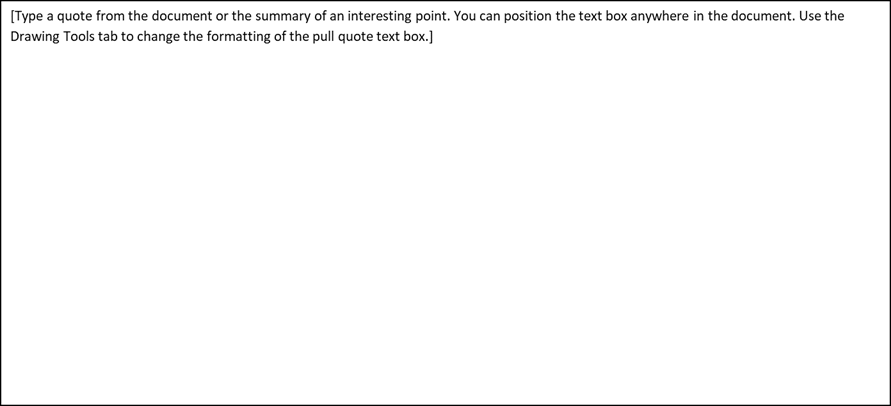 [Type a quote from the document or the summary of an interesting point. You can position the text box anywhere in the document. Use the
Drawing Tools tab to change the formatting of the pull quote text box.]